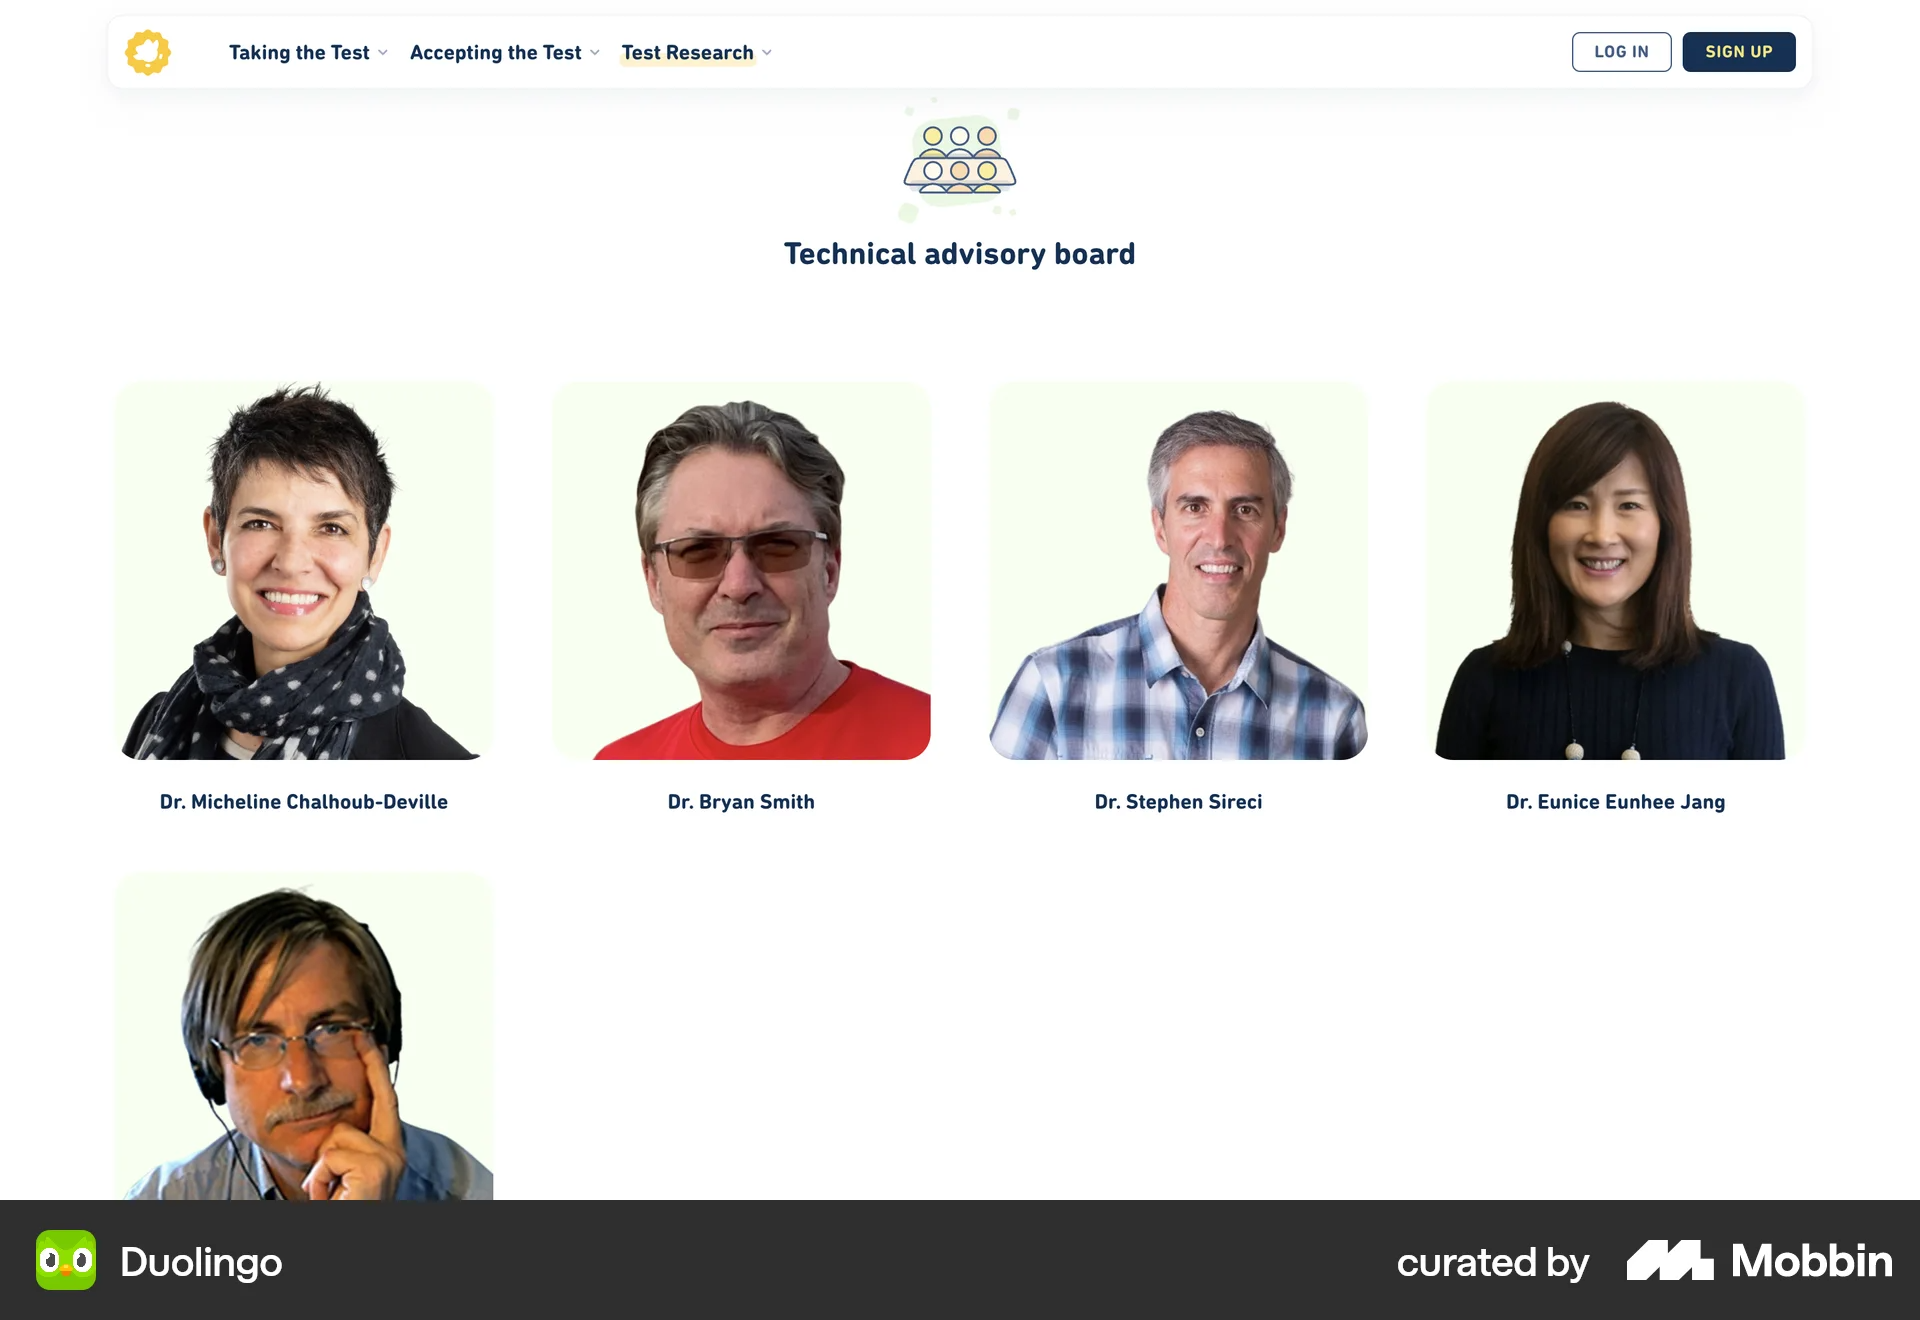 Taking the Test
Accepting the Test
Test Research
LOG IN
SIGN UP
Technical advisory board
Dr. Micheline Chalhoub-Deville
Dr. Bryan Smith
Dr. Stephen Sireci
Dr. Eunice Eunhee Jang
Duolingo
curated by Mobbin